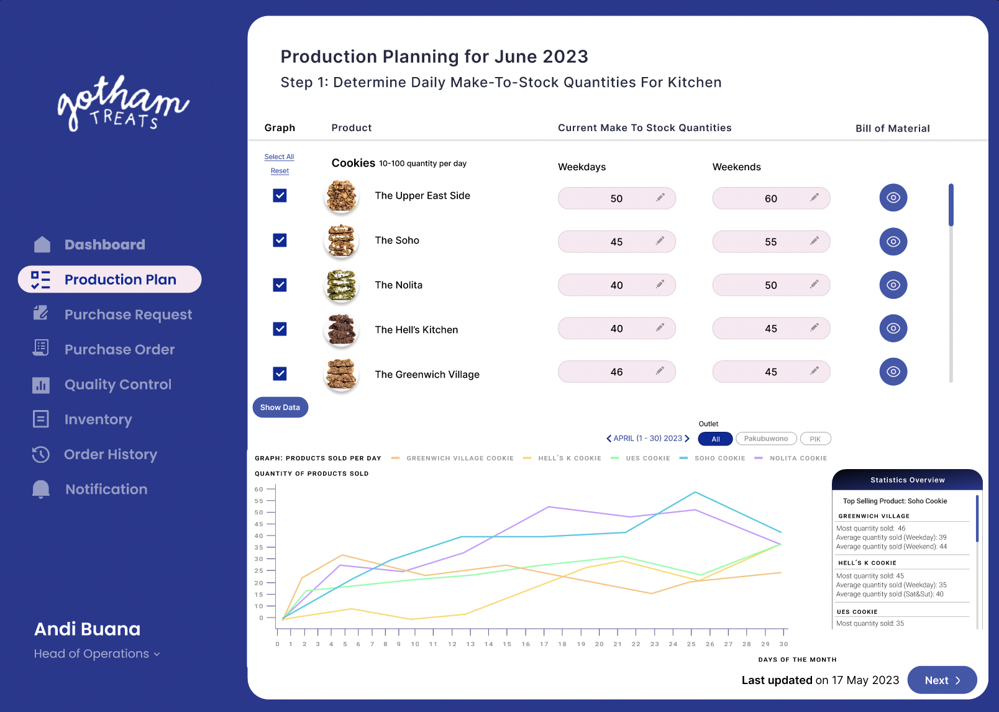 gotham
TREATS
Dashboard
Production Plan
Purchase Request
Purchase Order
Quality Control
Inventory
Order History
Notification
Andi Buana
Head of Operations
Production Planning for June 2023
Step 1: Determine Daily Make-To-Stock Quantities For Kitchen
Graph Product Current Make To Stock Quantities Bill of Material
Select All
Reset
Cookies 10-100 quantity per day
Weekdays Weekends
The Upper East Side 50 60
The Soho 45 55
The Nolita 40 50
The Hell's Kitchen 40 45
The Greenwich Village 46 45
Show Data
Outlet
APRIL (1 - 30) 2023 All Pakubuwono PIK
GRAPH: PRODUCTS SOLD PER DAY GREENWICH VILLAGE COOKIE HELL'S K COOKIE UES COOKIE SOHO COOKIE NOLITA COOKIE
QUANTITY OF PRODUCTS SOLD
60
55
50
45
40
35
30
25
20
15
10
0
0 1 2 3 4 5 6 7 8 9 10 11 12 13 14 15 16 17 18 19 20 21 22 23 24 25 26 27 28 29 30
DAYS OF THE MONTH
Statistics Overview
Top Selling Product: Soho Cookie
GREENWICH VILLAGE
Most quantity sold: 46
Average quantity sold (Weekday): 39
Average quantity sold (Weekend): 44
HELL'S K COOKIE
Most quantity sold: 45
Average quantity sold (Weekday): 35
Average quantity sold (Sat&Sut): 40
UES COOKIE
Most quantity sold: 35
Last updated on 17 May 2023
Next